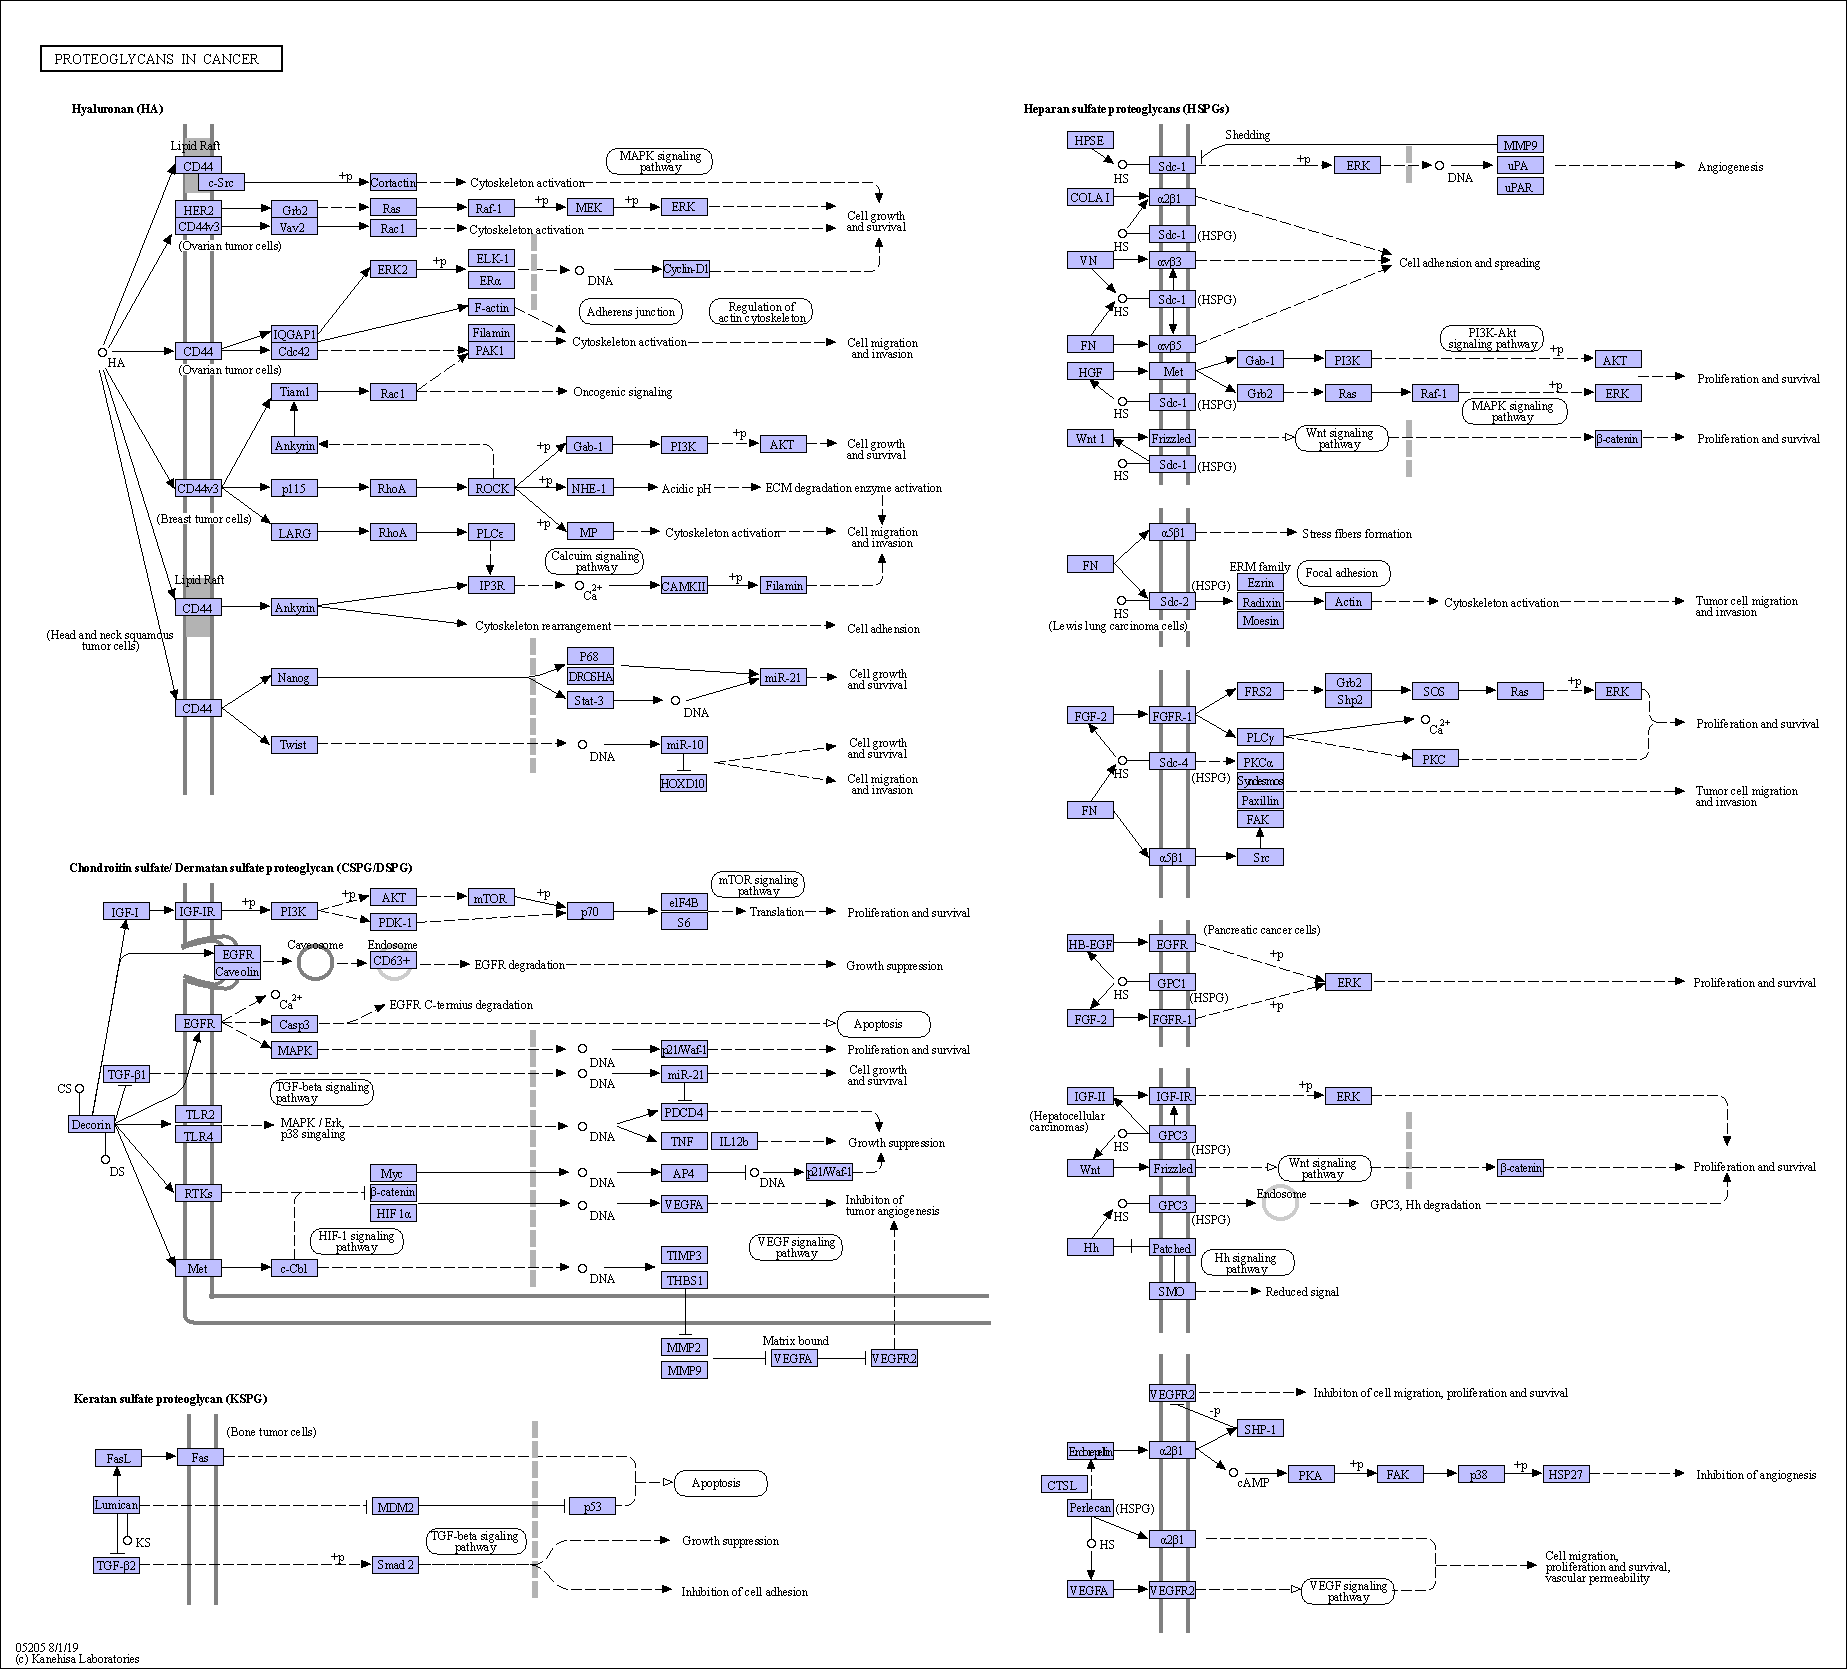 PROTEOGLYCANS IN CANCER
Hyaluronan (HA)
Lipid Raft
CD44
c-Src
+p
Cortactin
Cytoskeleton activation
MAPK signaling
pathway
HER2
Grb2
Ras
Raf-1
+p
MEK
+p
ERK
Cell growth
and survival
CD44v3
Vav2
Rac1
Cytoskeleton activation
(Ovarian tumor cells)
ERK2
+p
ELK-1
ERα
DNA
Cyclin-D1
F-actin
Adherens junction
Regulation of
actin cytoskeleton
HA
CD44
IQGAP1
Cdc42
Filamin
PAK1
Cytoskeleton activation
Cell migration
and invasion
(Ovarian tumor cells)
Tiam1
Rac1
Oncogenic signaling
Ankyrin
+p
Gab-1
PI3K
+p
AKT
Cell growth
and survival
CD44v3
p115
RhoA
ROCK
+p
NHE-1
Acidic pH
ECM degradation enzyme activation
(Breast tumor cells)
LARG
RhoA
PLCε
+p
MP
Cytoskeleton activation
Cell migration
and invasion
Calcuim signaling
pathway
Lipid Raft
CD44
Ankyrin
IP3R
Ca2+
CAMKII
+p
Filamin
Cytoskeleton rearrangement
Cell adhension
(Head and neck squamous
tumor cells)
CD44
Nanog
P68
DROSHA
Stat-3
DNA
miR-21
Cell growth
and survival
Twist
DNA
miR-10
HOXD10
Cell growth
and survival
Cell migration
and invasion
Chondroitin sulfate/ Dermatan sulfate proteoglycan (CSPG/DSPG)
IGF-I
IGF-IR
+p
PI3K
+p
AKT
PDK-1
mTOR
+p
p70
eIF4B
S6
mTOR signaling
pathway
Translation
Proliferation and survival
EGFR
Caveolin
Caveosome
Endosome
CD63+
EGFR degradation
Growth suppression
EGFR
Ca2+
Casp3
MAPK
EGFR C-termius degradation
Apoptosis
DNA
p21/Waf-1
Proliferation and survival
TGF-β1
DNA
miR-21
Cell growth
and survival
CS
Decorin
DS
TGF-beta signaling
pathway
TLR2
TLR4
MAPK / Erk,
p38 singaling
DNA
PDCD4
TNF
IL12b
Growth suppression
RTKs
Myc
β-catenin
HIF1α
DNA
AP4
DNA
p21/Waf-1
DNA
VEGFA
Inhibiton of
tumor angiogenesis
HIF-1 signaling
pathway
Met
c-Cbl
DNA
TIMP3
THBS1
VEGF signaling
pathway
MMP2
MMP9
Matrix bound
VEGFA
VEGFR2
Keratan sulfate proteoglycan (KSPG)
(Bone tumor cells)
FasL
Fas
Apoptosis
Lumican
MDM2
p53
KS
TGF-β2
+p
Smad 2
TGF-beta sigaling
pathway
Growth suppression
Inhibition of cell adhesion
Heparan sulfate proteoglycans (HSPGs)
HPSE
HS
Sdc-1
Shedding
+p
ERK
DNA
MMP9
uPA
uPAR
Angiogenesis
COLA1
α2β1
HS
Sdc-1
(HSPG)
VN
αvβ3
HS
Sdc-1
(HSPG)
FN
αvβ5
Cell adhension and spreading
HGF
Met
HS
Sdc-1
(HSPG)
Gab-1
PI3K
PI3K-Akt
signaling pathway
+p
AKT
Grb2
Ras
Raf-1
+p
ERK
MAPK signaling
pathway
Proliferation and survival
Wnt 1
Frizzled
HS
Sdc-1
(HSPG)
Wnt signaling
pathway
β-catenin
Proliferation and survival
FN
α5β1
Stress fibers formation
HS
Sdc-2
(HSPG)
ERM family
Ezrin
Radixin
Moesin
Focal adhesion
Actin
Cytoskeleton activation
Tumor cell migration
and invasion
(Lewis lung carcinoma cells)
FGF-2
FGFR-1
FRS2
Grb2
Shp2
SOS
Ras
+p
ERK
PLCγ
Ca2+
PKC
Proliferation and survival
HS
Sdc-4
(HSPG)
PKCα
Syndesmos
Paxillin
FAK
Tumor cell migration
and invasion
FN
α5β1
Src
HB-EGF
EGFR
(Pancreatic cancer cells)
+p
HS
GPC1
(HSPG)
ERK
Proliferation and survival
FGF-2
FGFR-1
+p
IGF-II
IGF-IR
+p
ERK
(Hepatocellular
carcinomas)
HS
GPC3
(HSPG)
Wnt
Frizzled
Wnt signaling
pathway
β-catenin
Proliferation and survival
HS
GPC3
(HSPG)
Endosome
GPC3, Hh degradation
Hh
Patched
Hh signaling
pathway
SMO
Reduced signal
VEGFR2
Inhibiton of cell migration, proliferation and survival
-p
SHP-1
Endorepellin
α2β1
cAMP
PKA
+p
FAK
p38
+p
HSP27
Inhibition of angiognesis
CTSL
Perlecan
(HSPG)
HS
α2β1
VEGFA
VEGFR2
VEGF signaling
pathway
Cell migration,
proliferation and survival,
vascular permeability
05205 8/1/19
(c) Kanehisa Laboratories